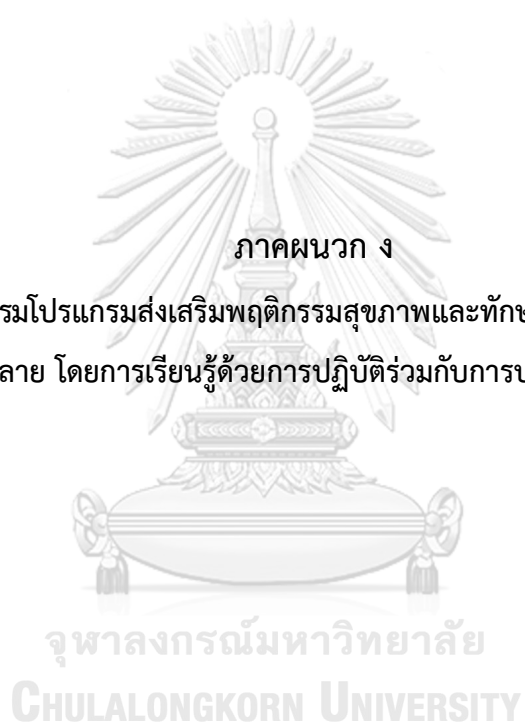 ภาคผนวก ง
รมโปรแกรมส่งเสริมพฤติกรรมสุขภาพและทักษ
ลาย โดยการเรียนรู้ด้วยการปฏิบัติร่วมกับการ
จุฬาลงกรณ์มหาวิทยาลัย
CHULALONGKORN UNIVERSITY